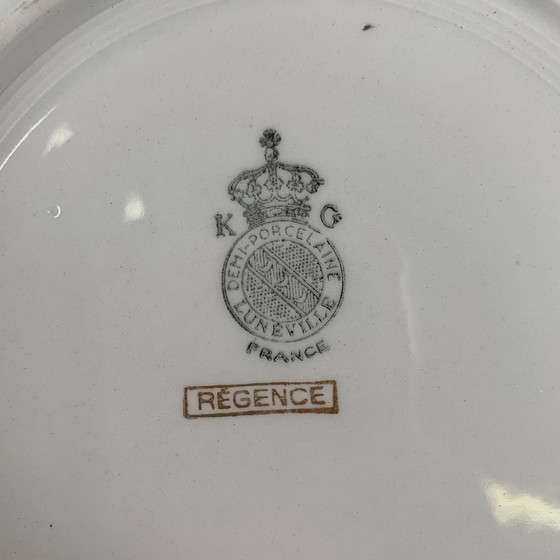 K G
DEMI-PORCELAINE
LUNÉVILLE
FRANCE
RÉGENCE